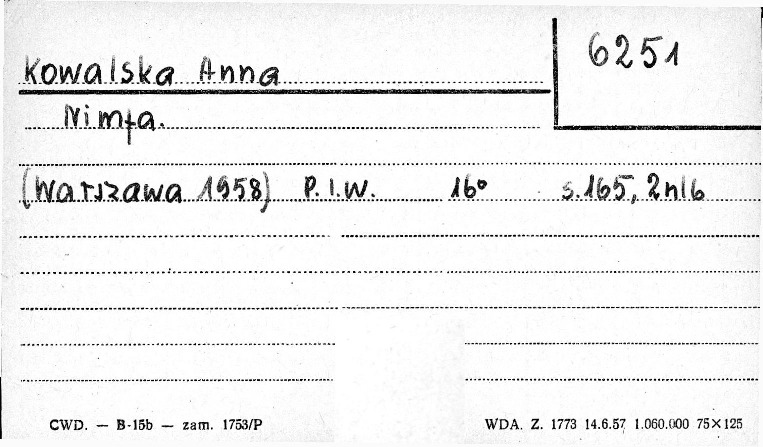 6251
Kowalska Anna
Nimfa.
(Warszawa 1958) P.I.W. 16° s. 165, 2nlb
CWD. — B-15b — zam. 1753/P WDA. Z. 1773 14.6.57 1.060.000 75×125